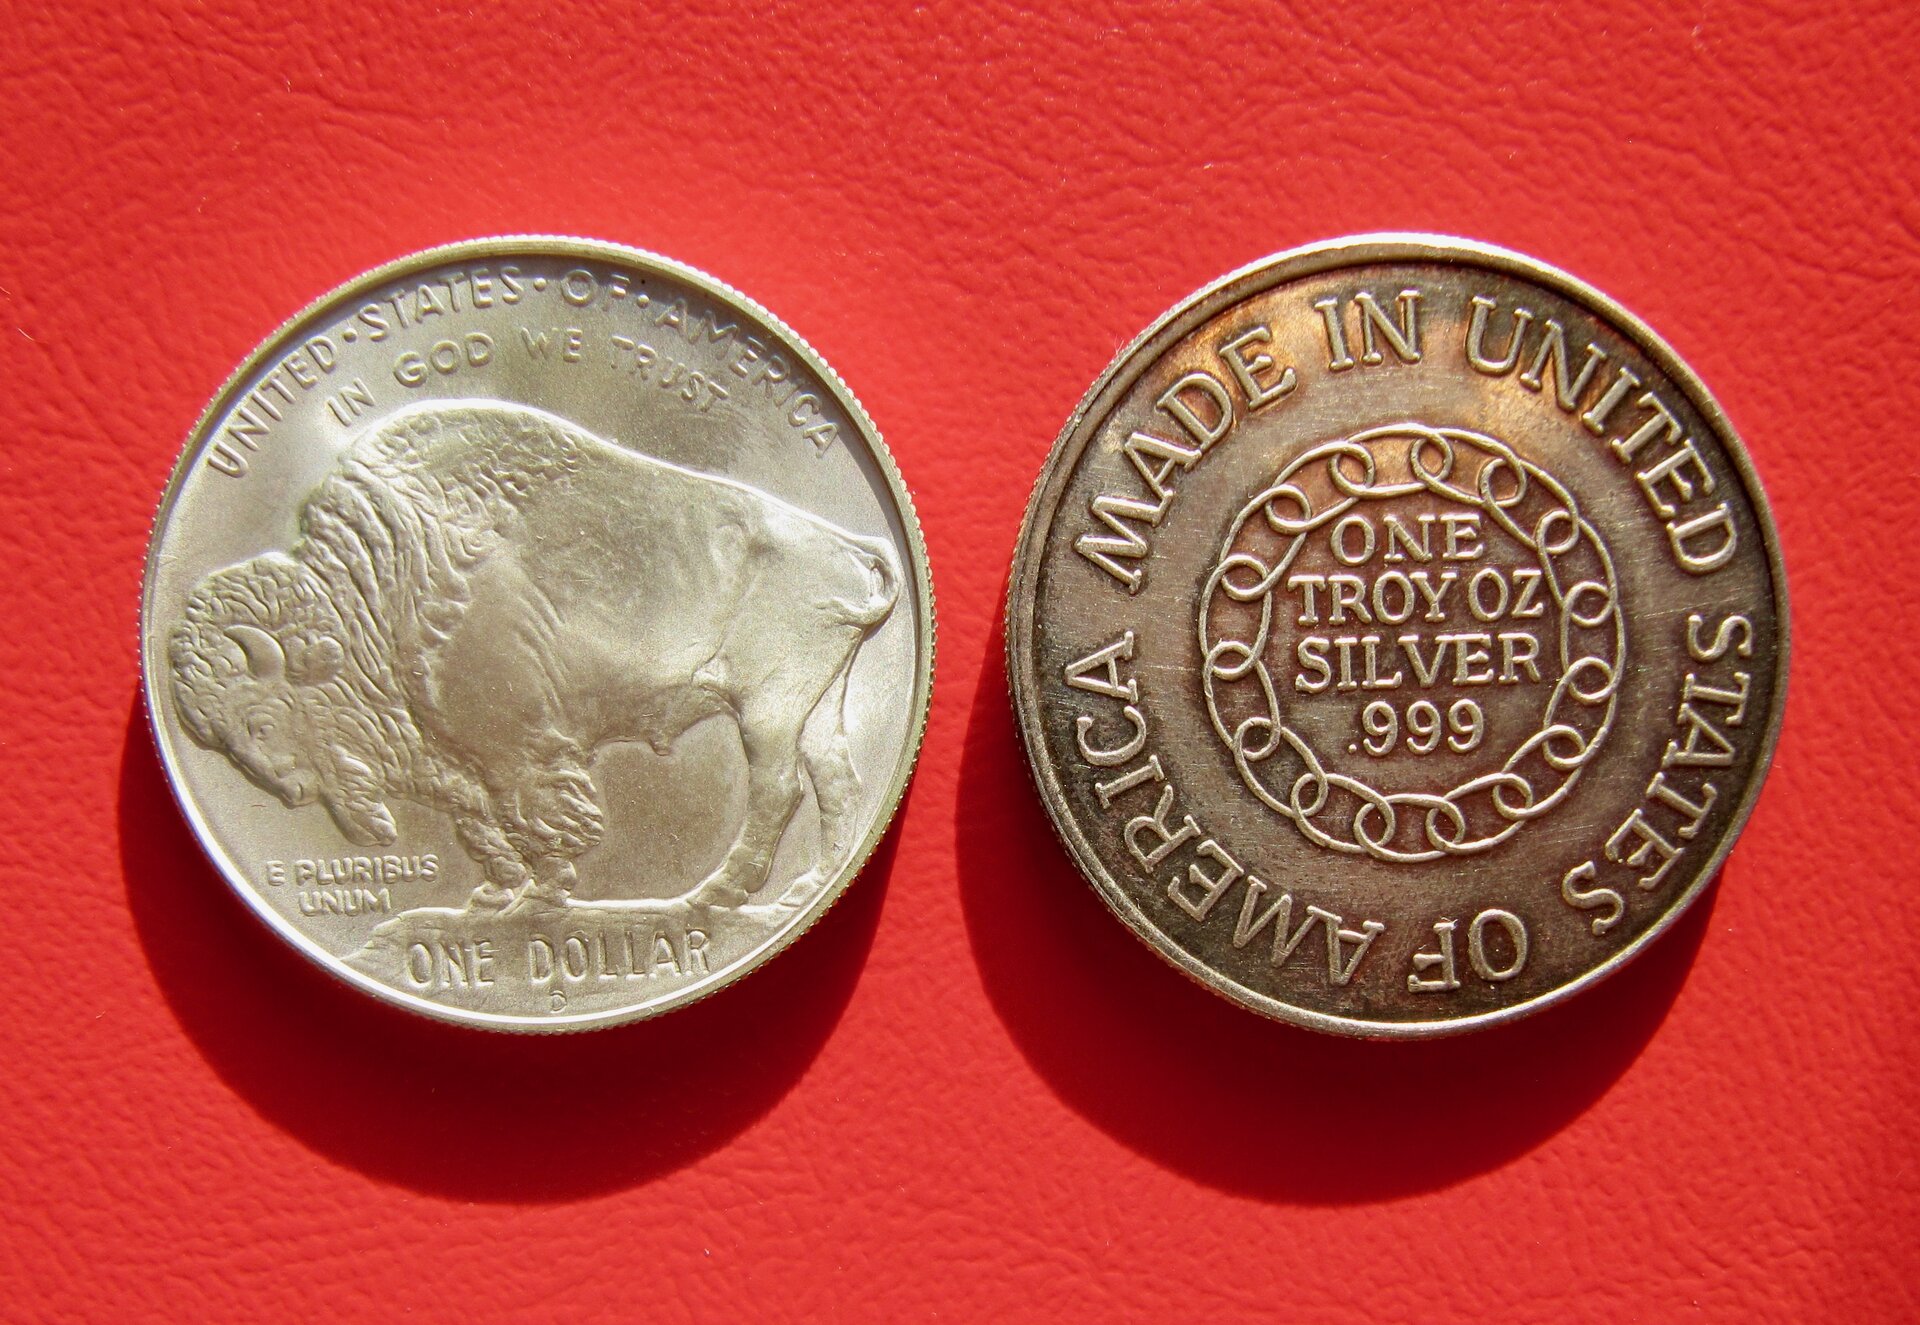 UNITED·STATES·OF·AMERICA
IN GOD WE TRUST
E PLURIBUS
UNUM
ONE DOLLAR
D
MADE IN UNITED STATES OF AMERICA
ONE
TROY OZ
SILVER
.999